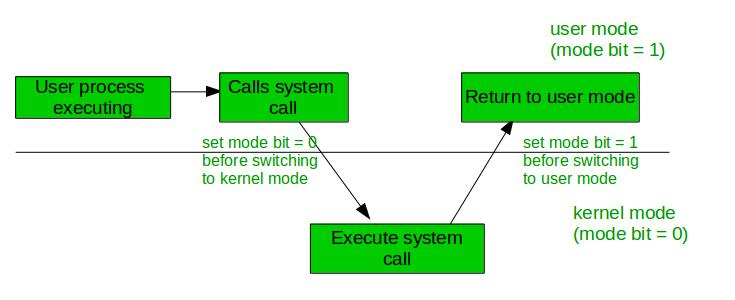 user mode
(mode bit = 1)
User process
executing
Calls system
call
Return to user mode
set mode bit = 0
before switching
to kernel mode
set mode bit = 1
before switching
to user mode
kernel mode
(mode bit = 0)
Execute system
call